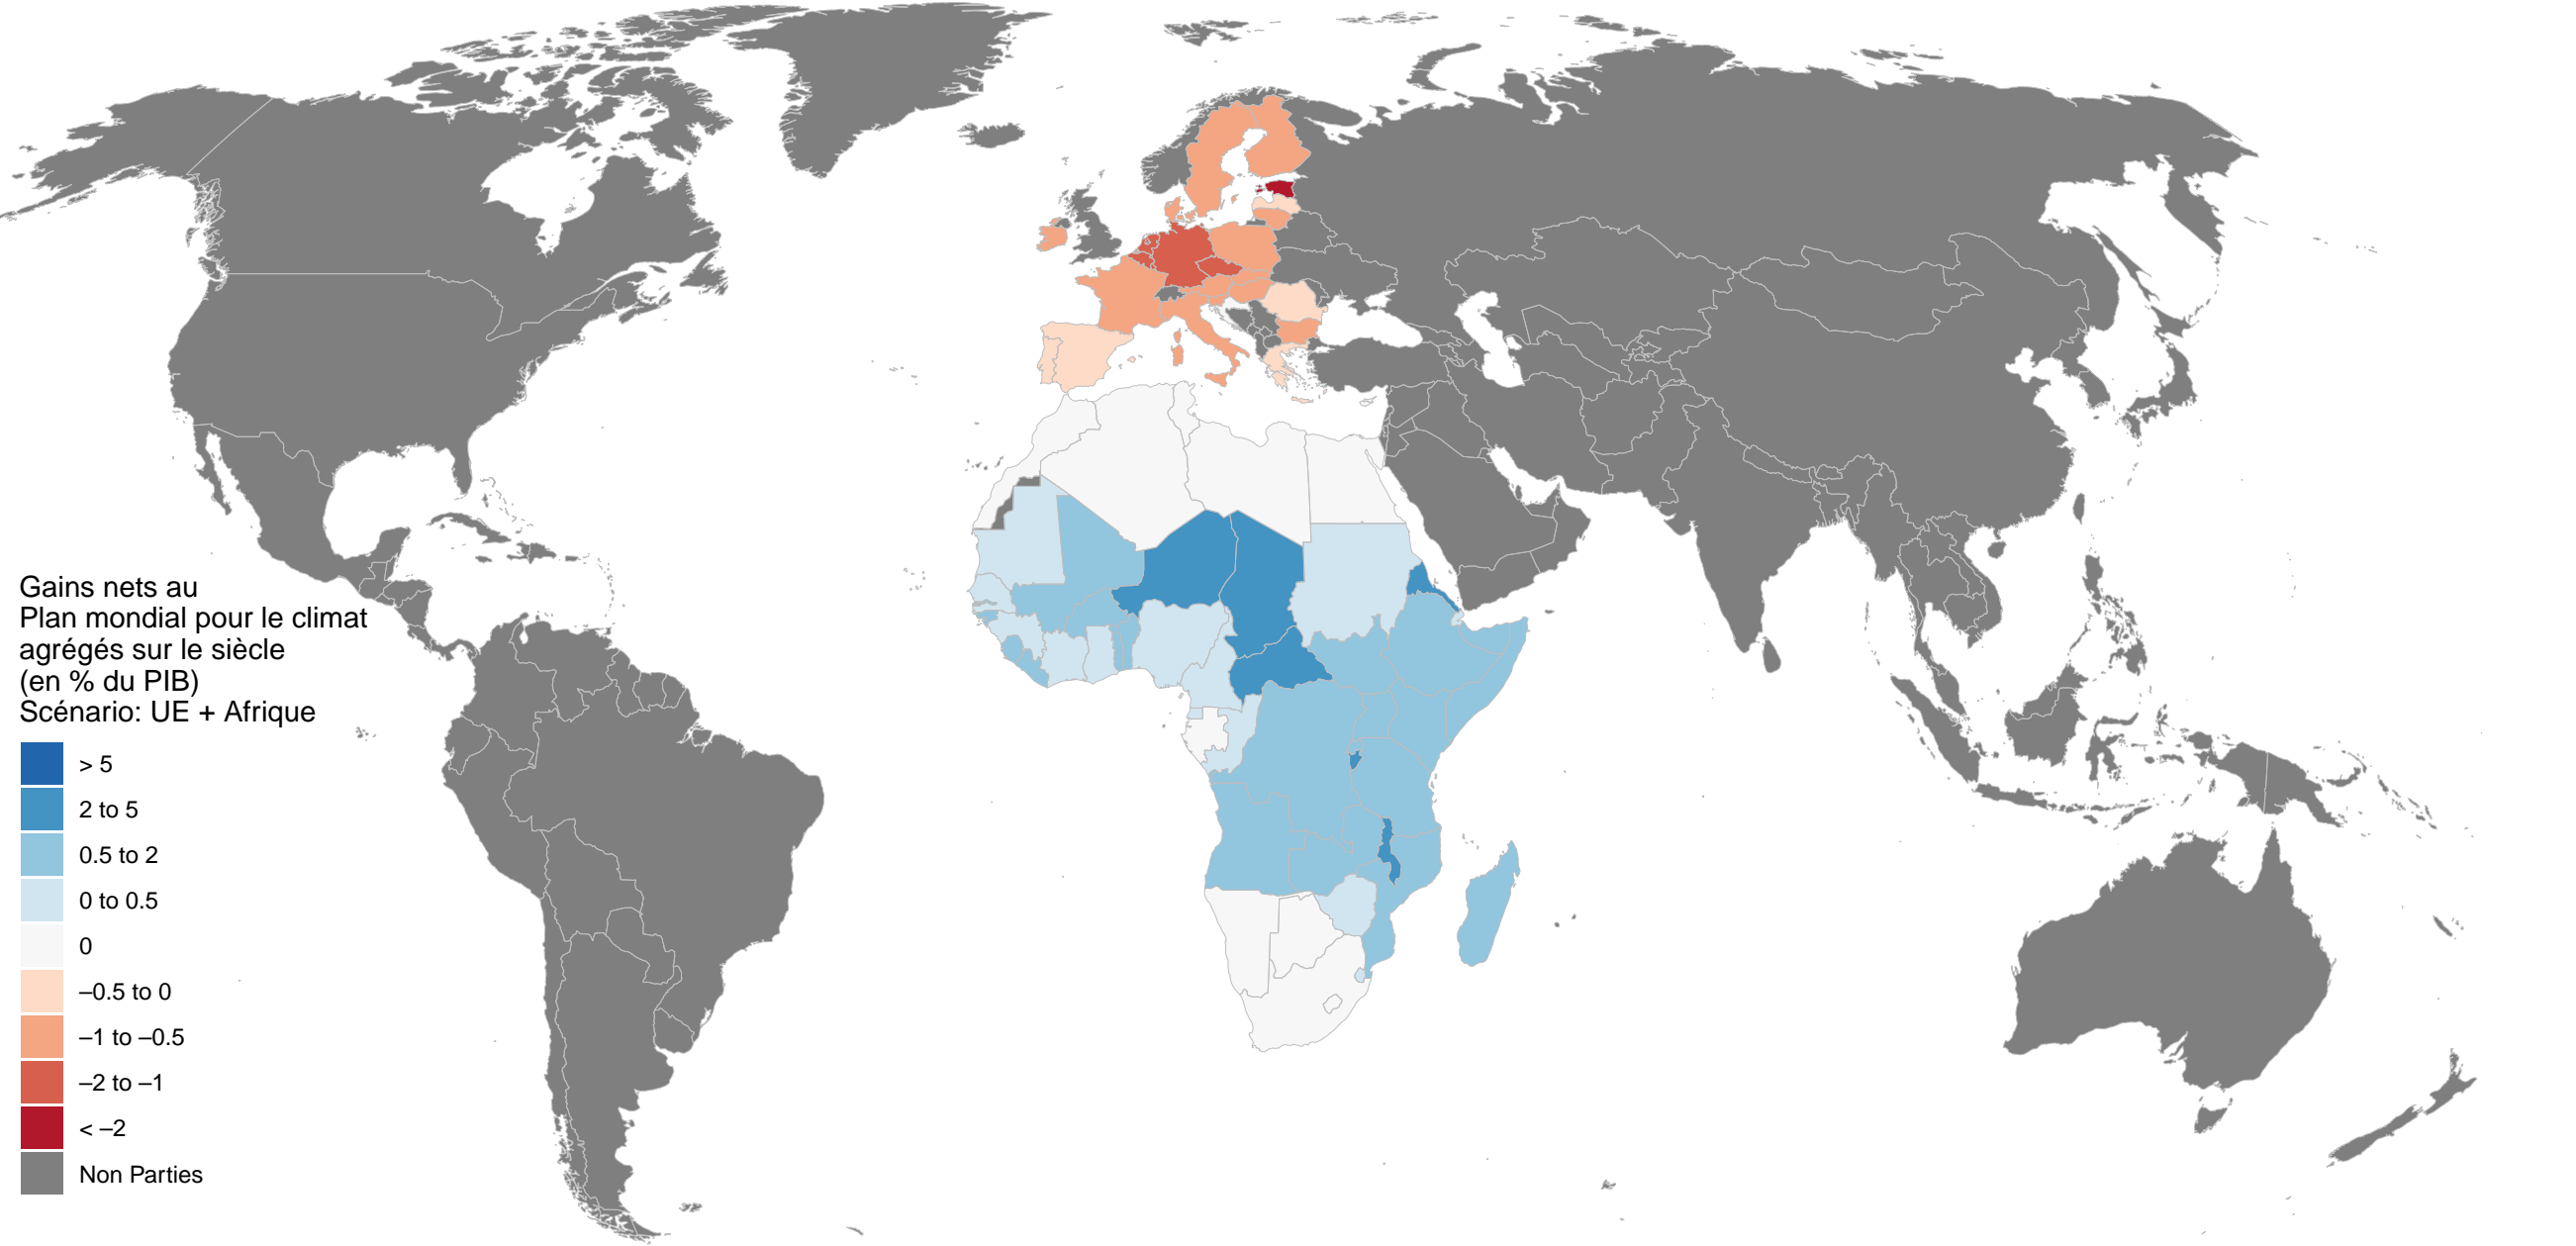 Gains nets au
Plan mondial pour le climat
agrégés sur le siècle
(en % du PIB)
Scénario: UE + Afrique
> 5
2 to 5
0.5 to 2
0 to 0.5
0
–0.5 to 0
–1 to –0.5
–2 to –1
< –2
Non Parties